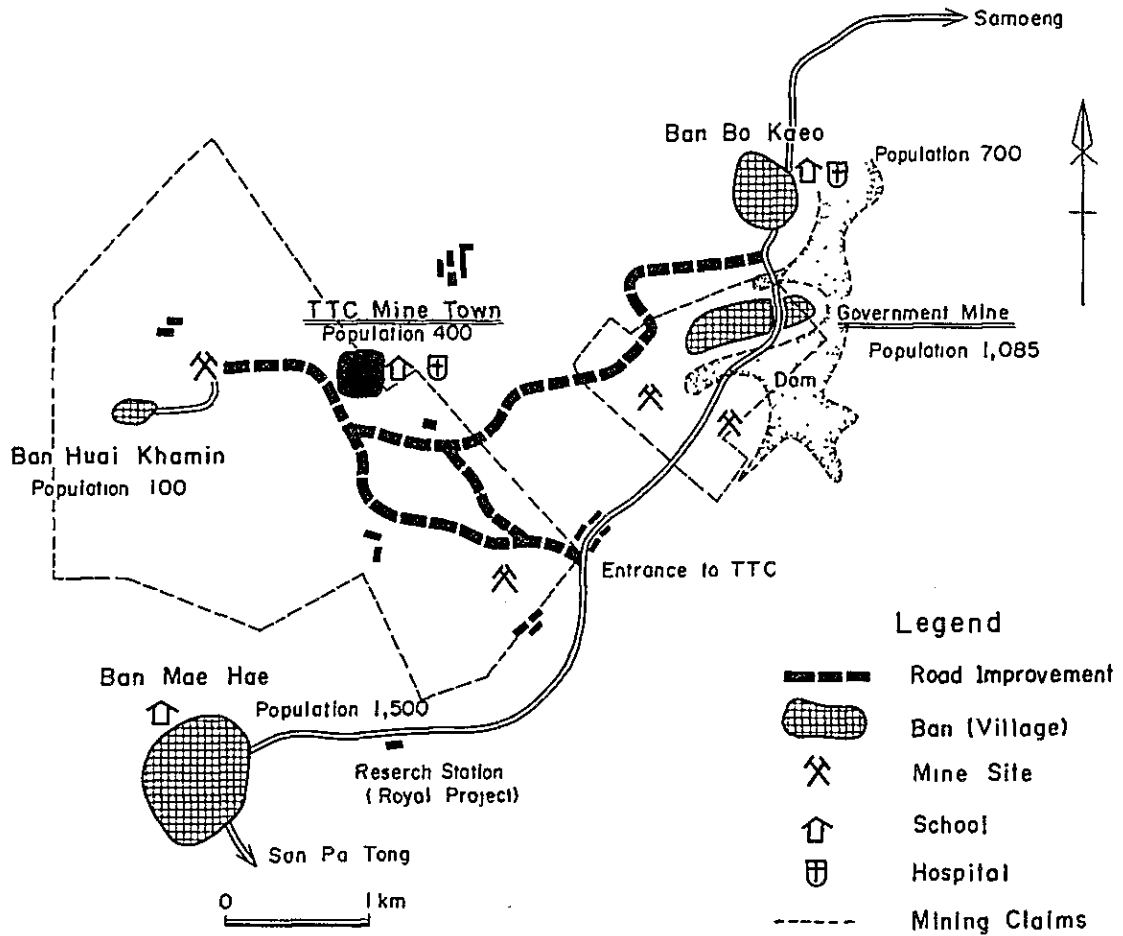 Samoeng
Ban Bo Kaeo
Population 700
TTC Mine Town
Population 400
Government Mine
Population 1,085
Dam
Ban Huai Khamin
Population 100
Entrance to TTC
Ban Mae Hae
Population 1,500
Reserch Station
(Royal Project)
San Pa Tong
0 1 km
Legend
Road Improvement
Ban (Village)
Mine Site
School
Hospital
Mining Claims